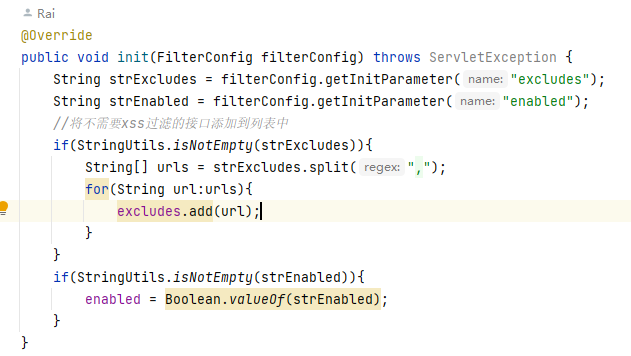 Rai
@Override
public void init(FilterConfig filterConfig) throws ServletException {
String strExcludes = filterConfig.getInitParameter( name: "excludes");
String strEnabled = filterConfig.getInitParameter( name: "enabled");
//将不需要xss过滤的接口添加到列表中
if(StringUtils.isNotEmpty(strExcludes)){
String[] urls = strExcludes.split( regex: ",");
for(String url:urls){
excludes.add(url);
}
}
if(StringUtils.isNotEmpty(strEnabled)){
enabled = Boolean.valueOf(strEnabled);
}
}